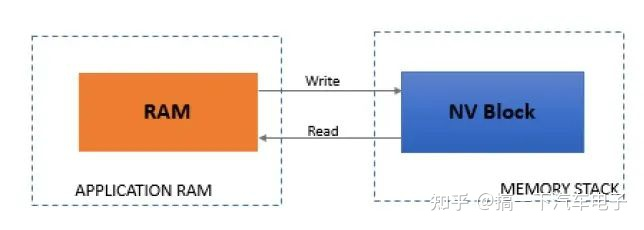 Write
RAM
NV Block
Read
APPLICATION RAM
MEMORY STACK
知乎 @搞一下汽车电子